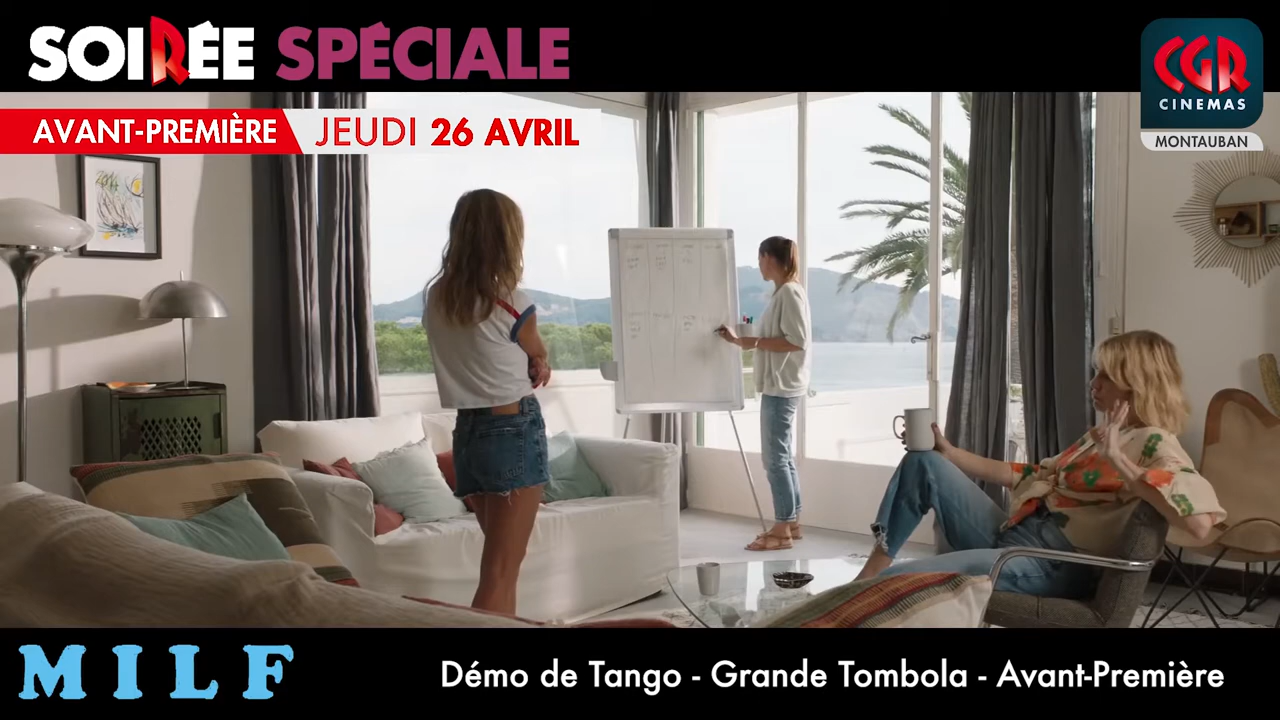 SOIRÉE SPÉCIALE
CGR
CINEMAS
MONTAUBAN
AVANT-PREMIÈRE JEUDI 26 AVRIL
MILF
Démo de Tango - Grande Tombola - Avant-Première